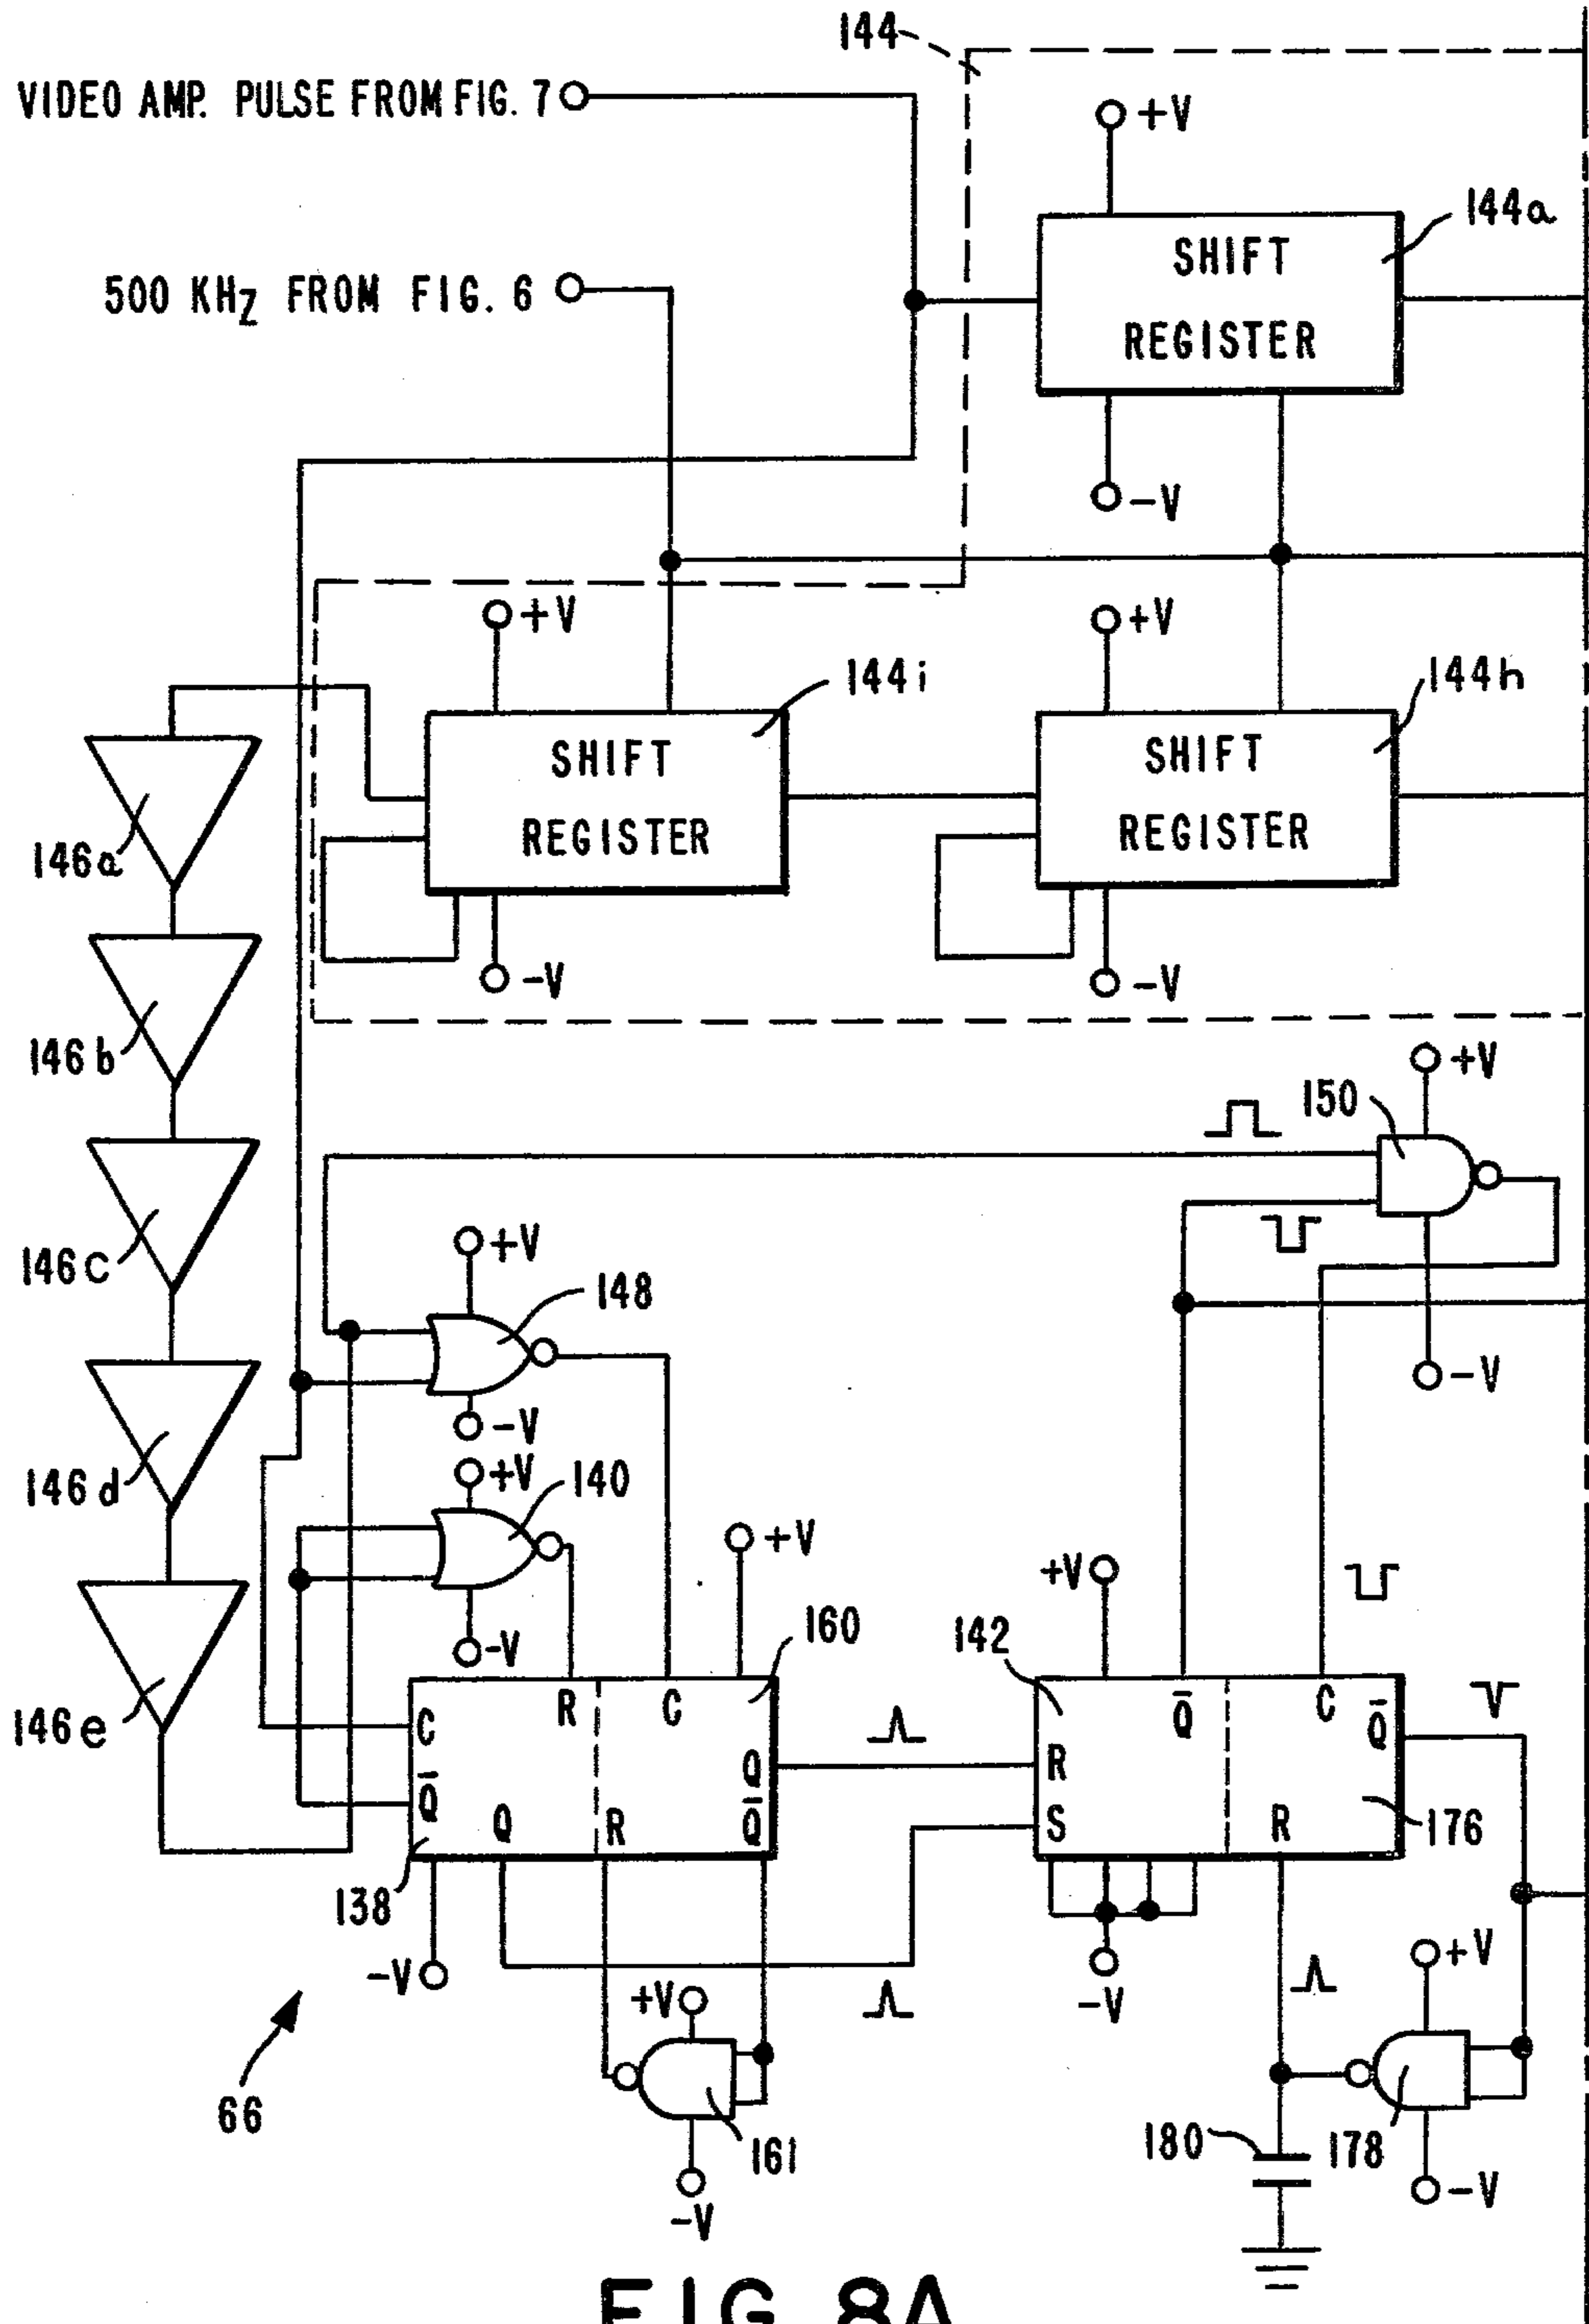 144
VIDEO AMP. PULSE FROM FIG. 7
+V
144a
SHIFT
REGISTER
500 KHZ FROM FIG. 6
-V
+V
+V
144i
144h
SHIFT
REGISTER
SHIFT
REGISTER
146a
-V
-V
146b
+V
150
146c
+V
148
-V
-V
146d
+V
140
+V
+V
-V
160
142
146e
R
C
C
Q̅
Q
Q̅
Q
R
Q̅
Q̅
C
Q̅
R
S
R
176
138
-V
+V
-V
+V
66
161
180
178
-V
-V
FIG. 8A